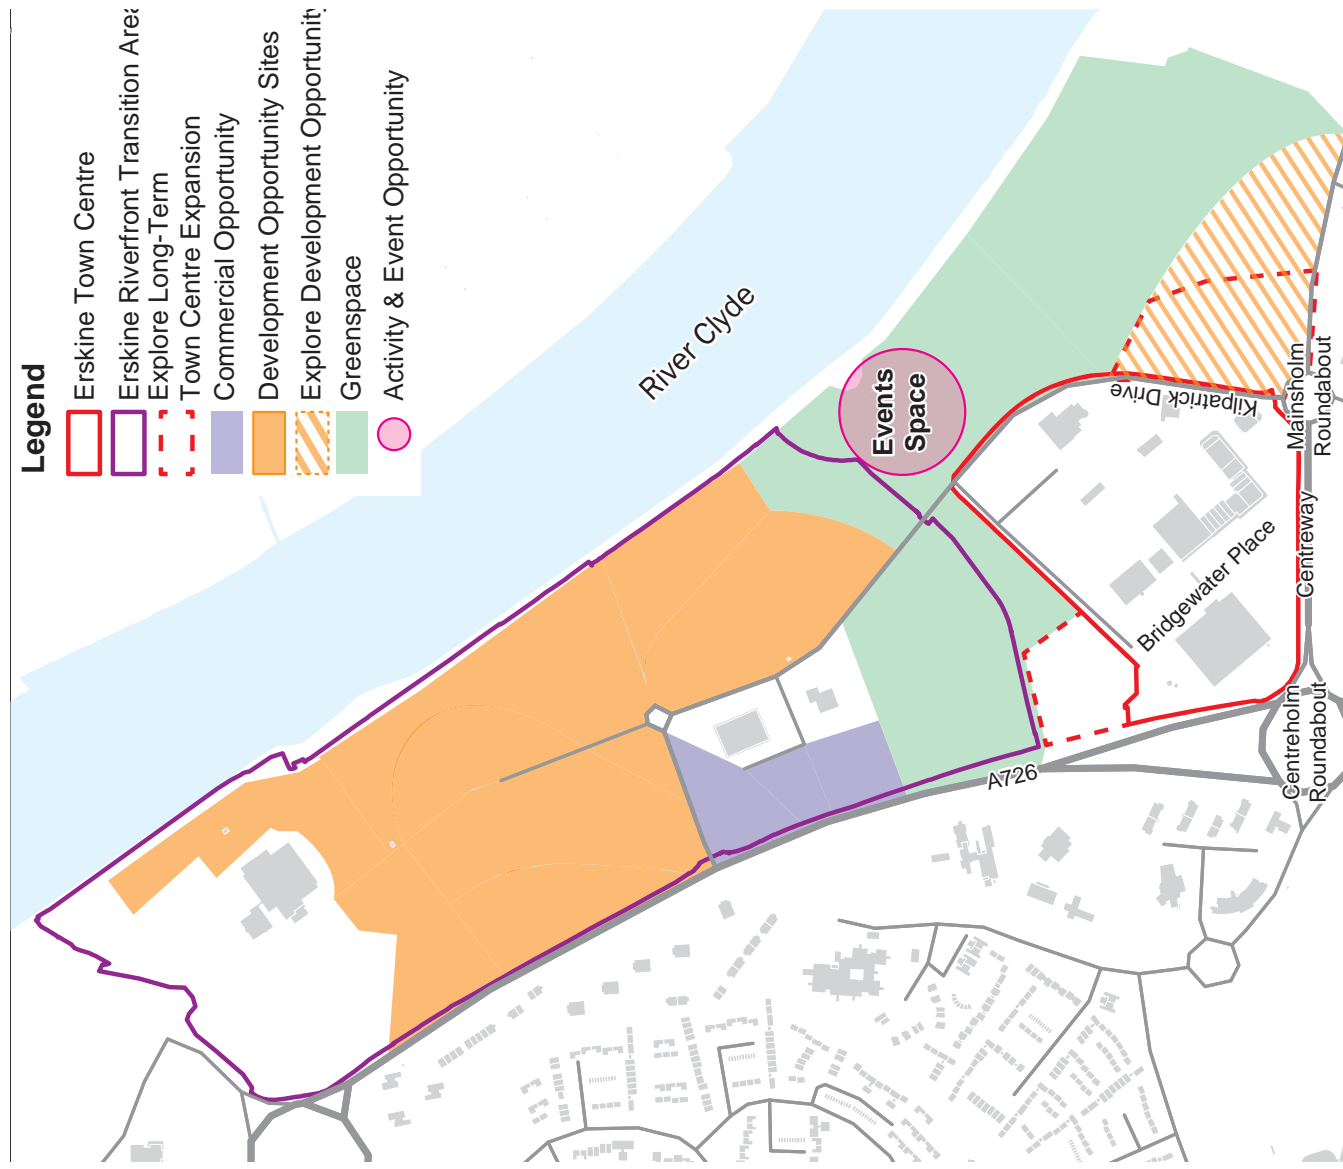 Legend
Erskine Town Centre
Erskine Riverfront Transition Area
Explore Long-Term
Town Centre Expansion
Commercial Opportunity
Development Opportunity Sites
Explore Development Opportunity
Greenspace
Activity & Event Opportunity
River Clyde
Events
Space
Kilpatrick Drive
Mainsholm
Roundabout
Centreway
Bridgewater Place
Centreholm
Roundabout
A726